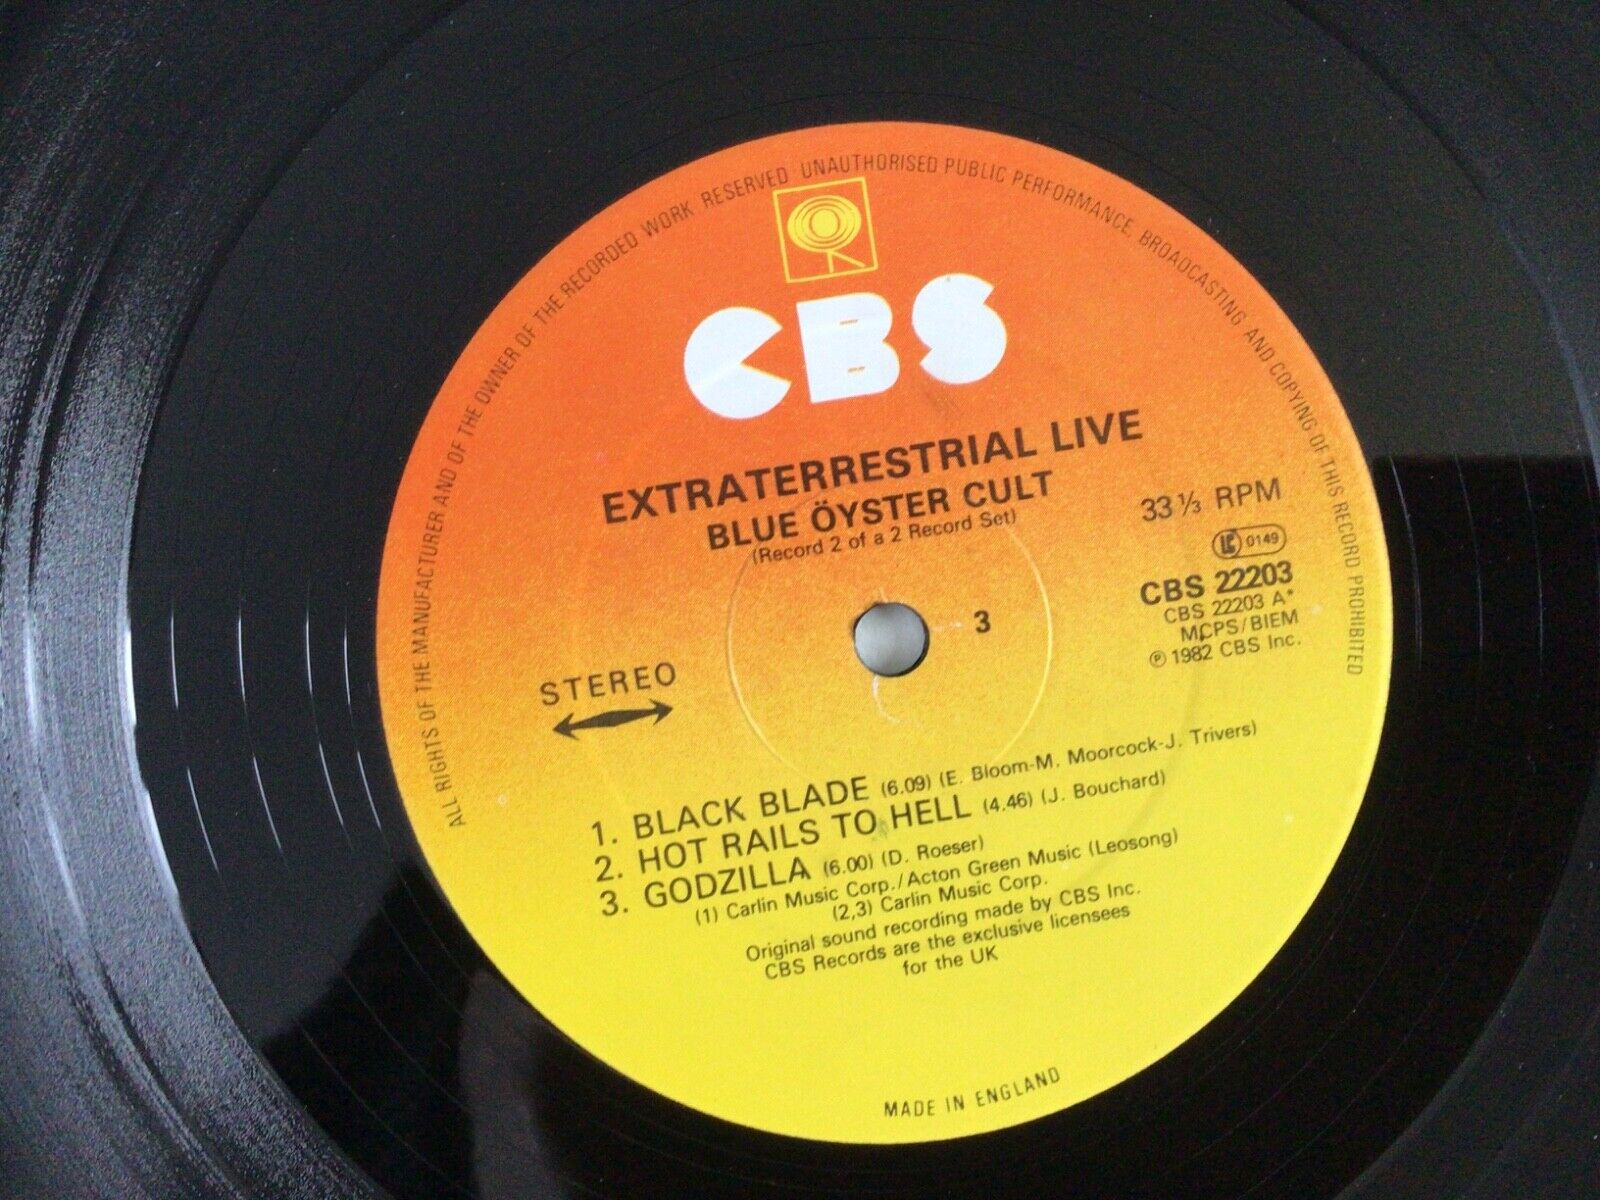 ALL RIGHTS OF THE MANUFACTURER AND OF THE OWNER OF THE RECORDED WORK RESERVED UNAUTHORISED PUBLIC PERFORMANCE, BROADCASTING AND COPYING OF THIS RECORD PROHIBITED
CBS
EXTRATERRESTRIAL LIVE
BLUE ÖYSTER CULT
(Record 2 of a 2 Record Set)
33 1/3 RPM
LC 0149
CBS 22203
CBS 22203 A*
MCPS/BIEM
℗ 1982 CBS Inc.
3
STEREO
1. BLACK BLADE (6.09) (E. Bloom-M. Moorcock-J. Trivers)
2. HOT RAILS TO HELL (4.46) (J. Bouchard)
3. GODZILLA (6.00) (D. Roeser)
(1) Carlin Music Corp./Acton Green Music (Leosong)
(2,3) Carlin Music Corp.
Original sound recording made by CBS Inc.
CBS Records are the exclusive licensees
for the UK
MADE IN ENGLAND